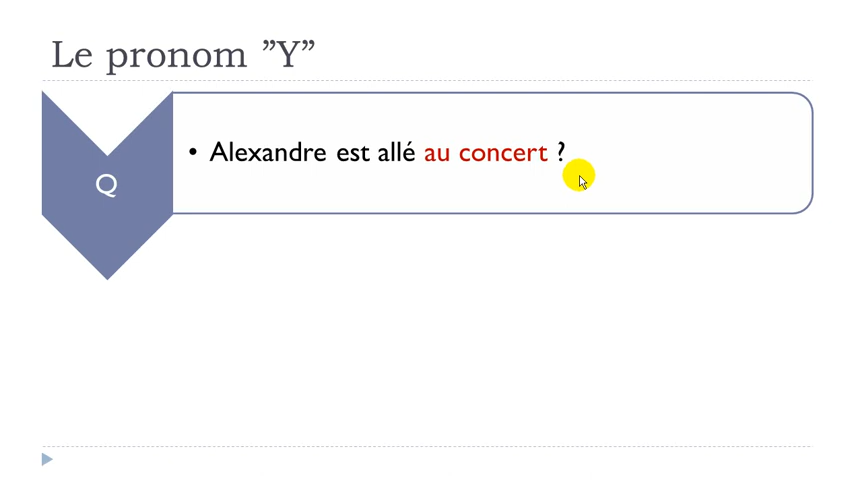 Le pronom ”Y”
Q
• Alexandre est allé au concert ?